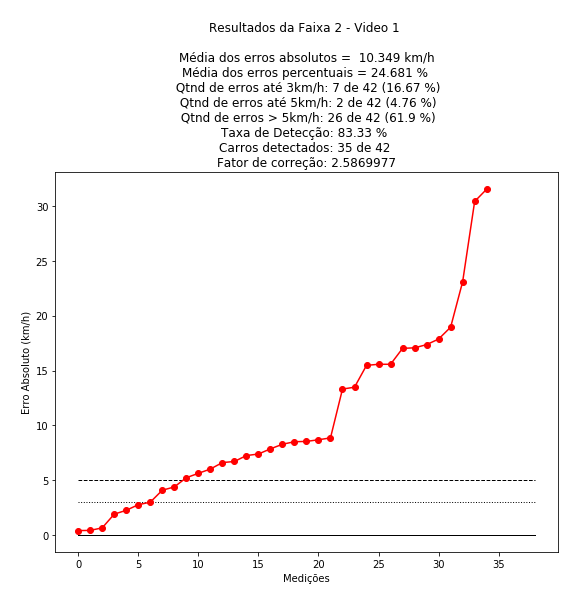 Resultados da Faixa 2 - Video 1
Média dos erros absolutos =  10.349 km/h
Média dos erros percentuais = 24.681 %
Qtnd de erros até 3km/h: 7 de 42 (16.67 %)
Qtnd de erros até 5km/h: 2 de 42 (4.76 %)
Qtnd de erros > 5km/h: 26 de 42 (61.9 %)
Taxa de Detecção: 83.33 %
Carros detectados: 35 de 42
Fator de correção: 2.5869977
Erro Absoluto (km/h)
30
25
20
15
10
5
0
0 5 10 15 20 25 30 35
Medições